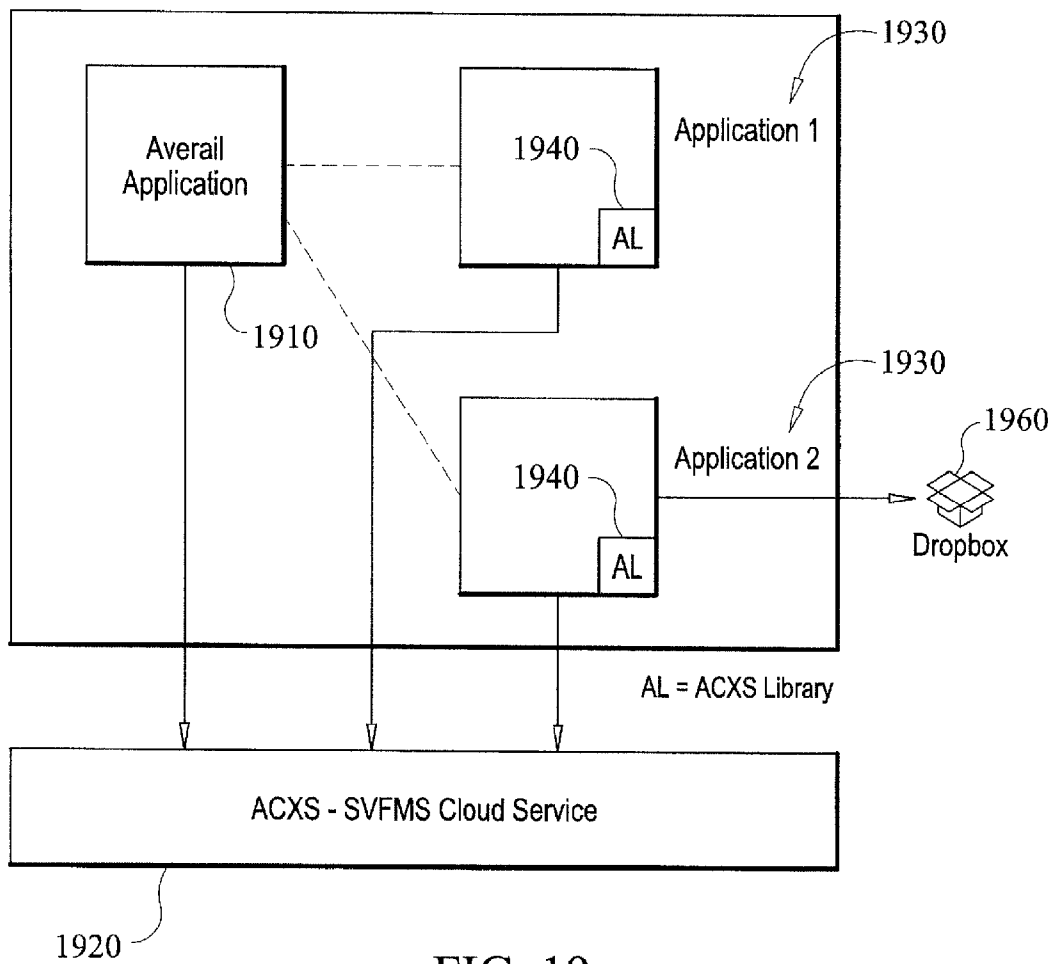 1930
Averail
Application
1940
Application 1
AL
1910
1930
1960
1940
Application 2
AL
Dropbox
AL = ACXS Library
ACXS - SVFMS Cloud Service
1920
FIG. 19